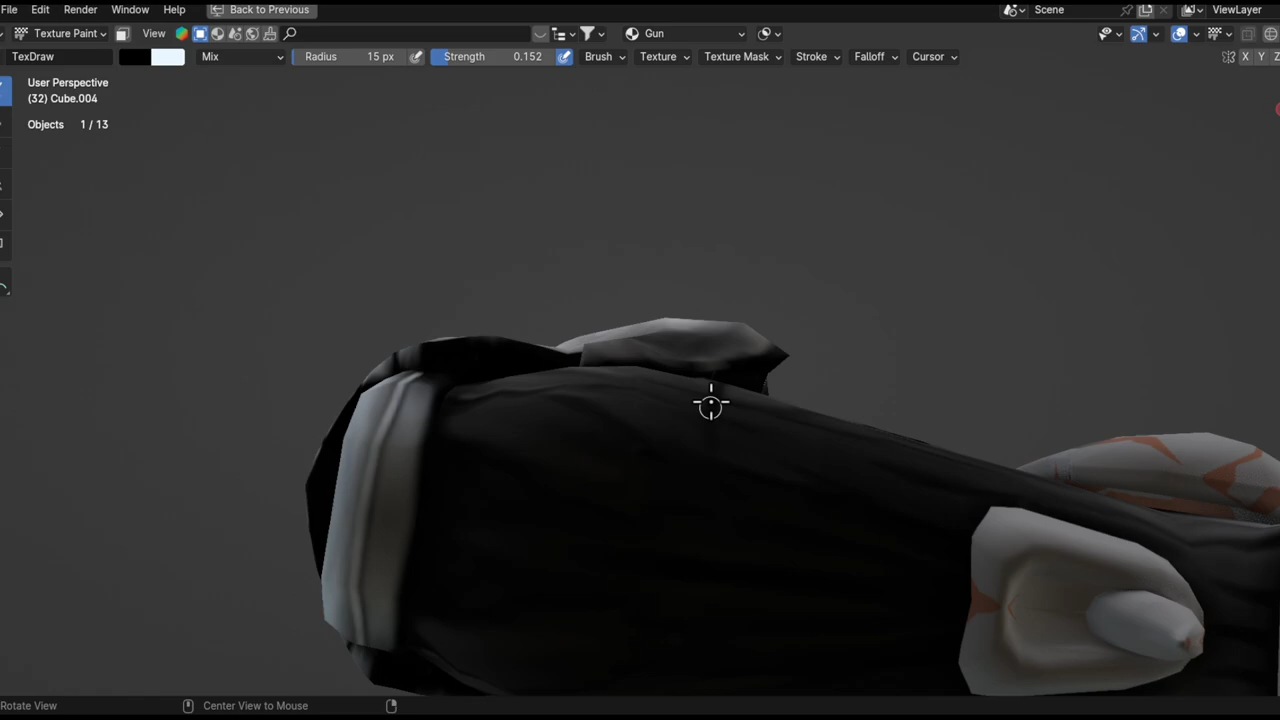 File Edit Render Window Help Back to Previous Scene ViewLayer
Texture Paint View Gun
TexDraw Mix Radius 15 px Strength 0.152 Brush Texture Texture Mask Stroke Falloff Cursor X Y Z
User Perspective
(32) Cube.004
Objects 1 / 13
Rotate View Center View to Mouse